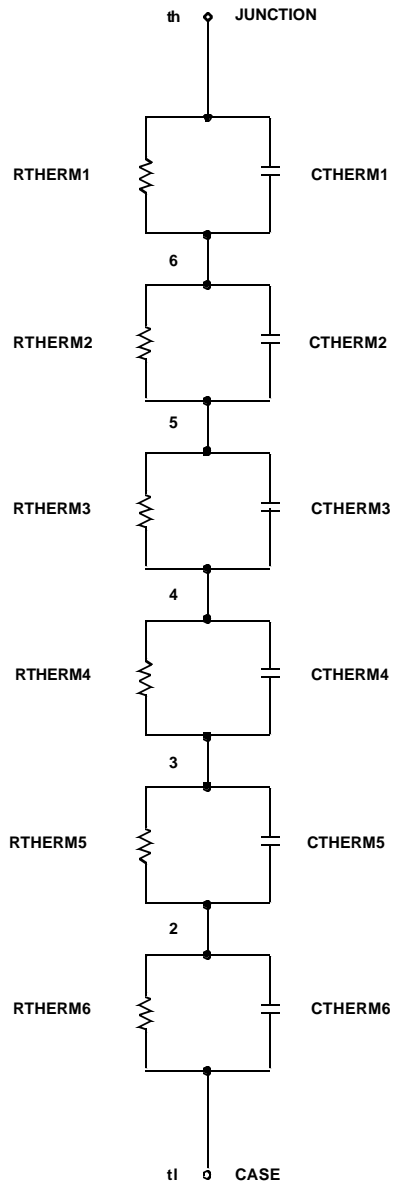 th JUNCTION
RTHERM1 CTHERM1
6
RTHERM2 CTHERM2
5
RTHERM3 CTHERM3
4
RTHERM4 CTHERM4
3
RTHERM5 CTHERM5
2
RTHERM6 CTHERM6
tl CASE